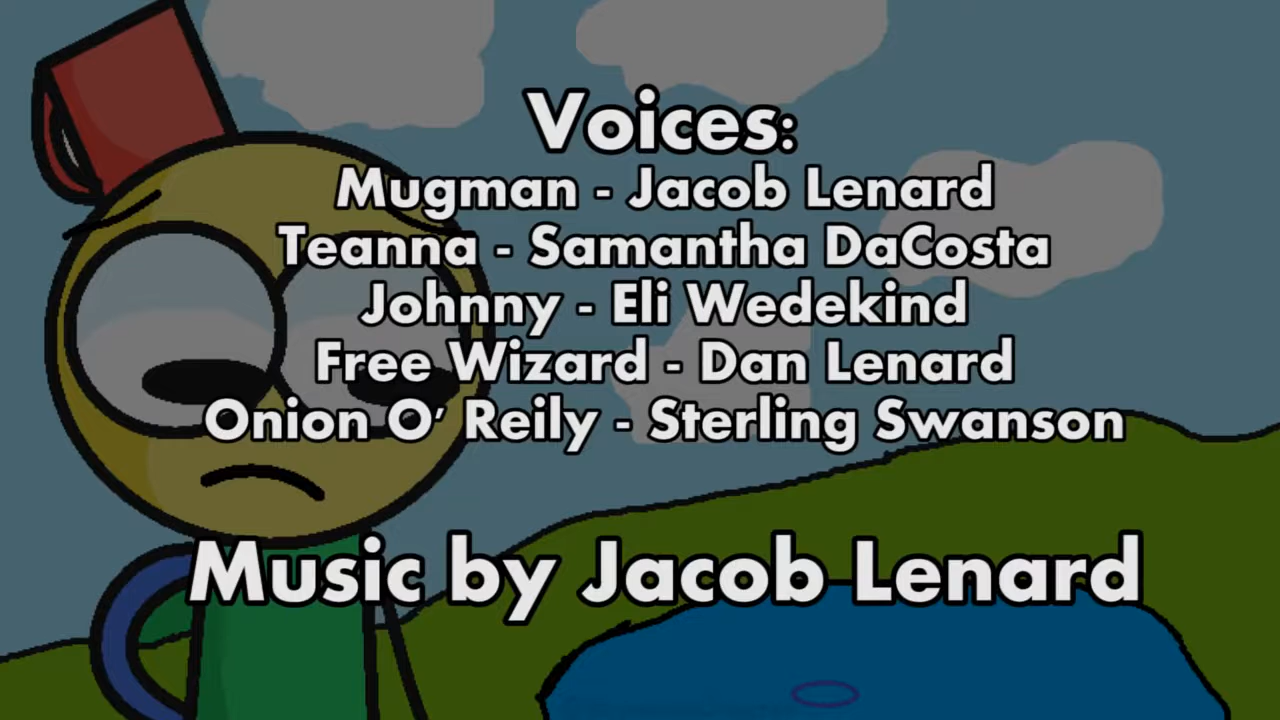 Voices:
Mugman - Jacob Lenard
Teanna - Samantha DaCosta
Johnny - Eli Wedekind
Free Wizard - Dan Lenard
Onion O' Reily - Sterling Swanson
Music by Jacob Lenard